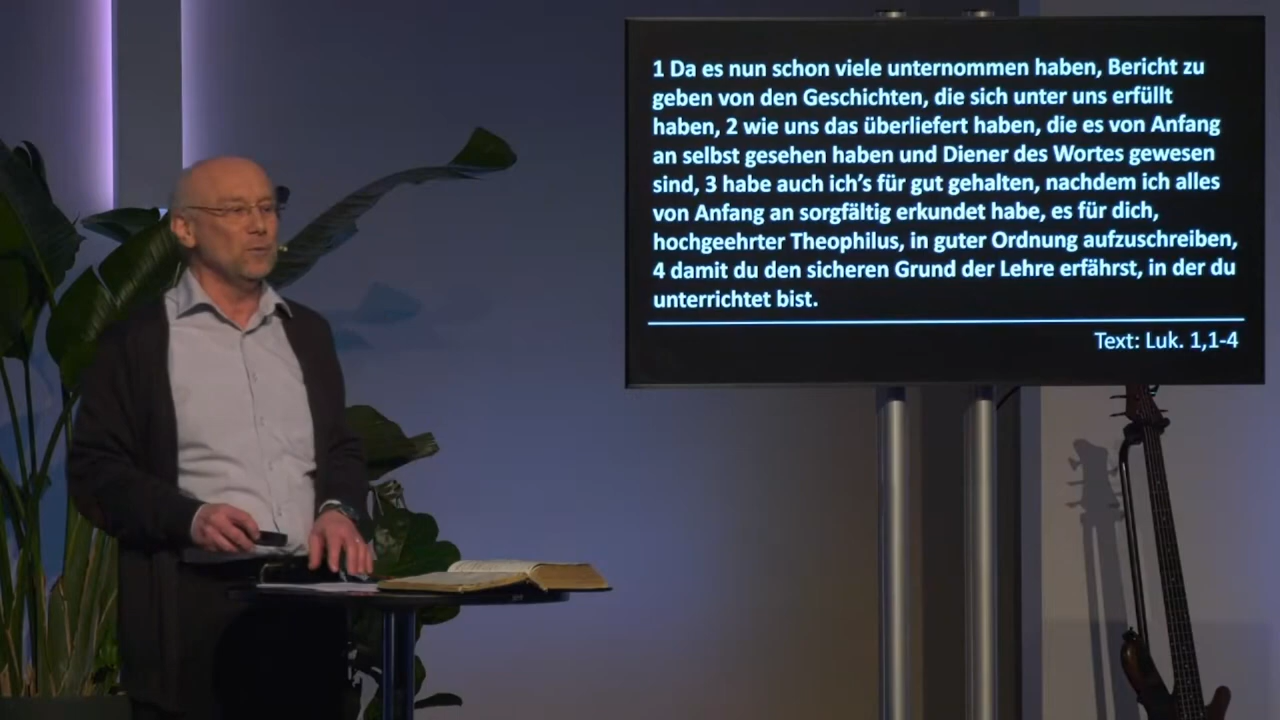 1 Da es nun schon viele unternommen haben, Bericht zu
geben von den Geschichten, die sich unter uns erfüllt
haben, 2 wie uns das überliefert haben, die es von Anfang
an selbst gesehen haben und Diener des Wortes gewesen
sind, 3 habe auch ich’s für gut gehalten, nachdem ich alles
von Anfang an sorgfältig erkundet habe, es für dich,
hochgeehrter Theophilus, in guter Ordnung aufzuschreiben,
4 damit du den sicheren Grund der Lehre erfährst, in der du
unterrichtet bist.
Text: Luk. 1,1-4